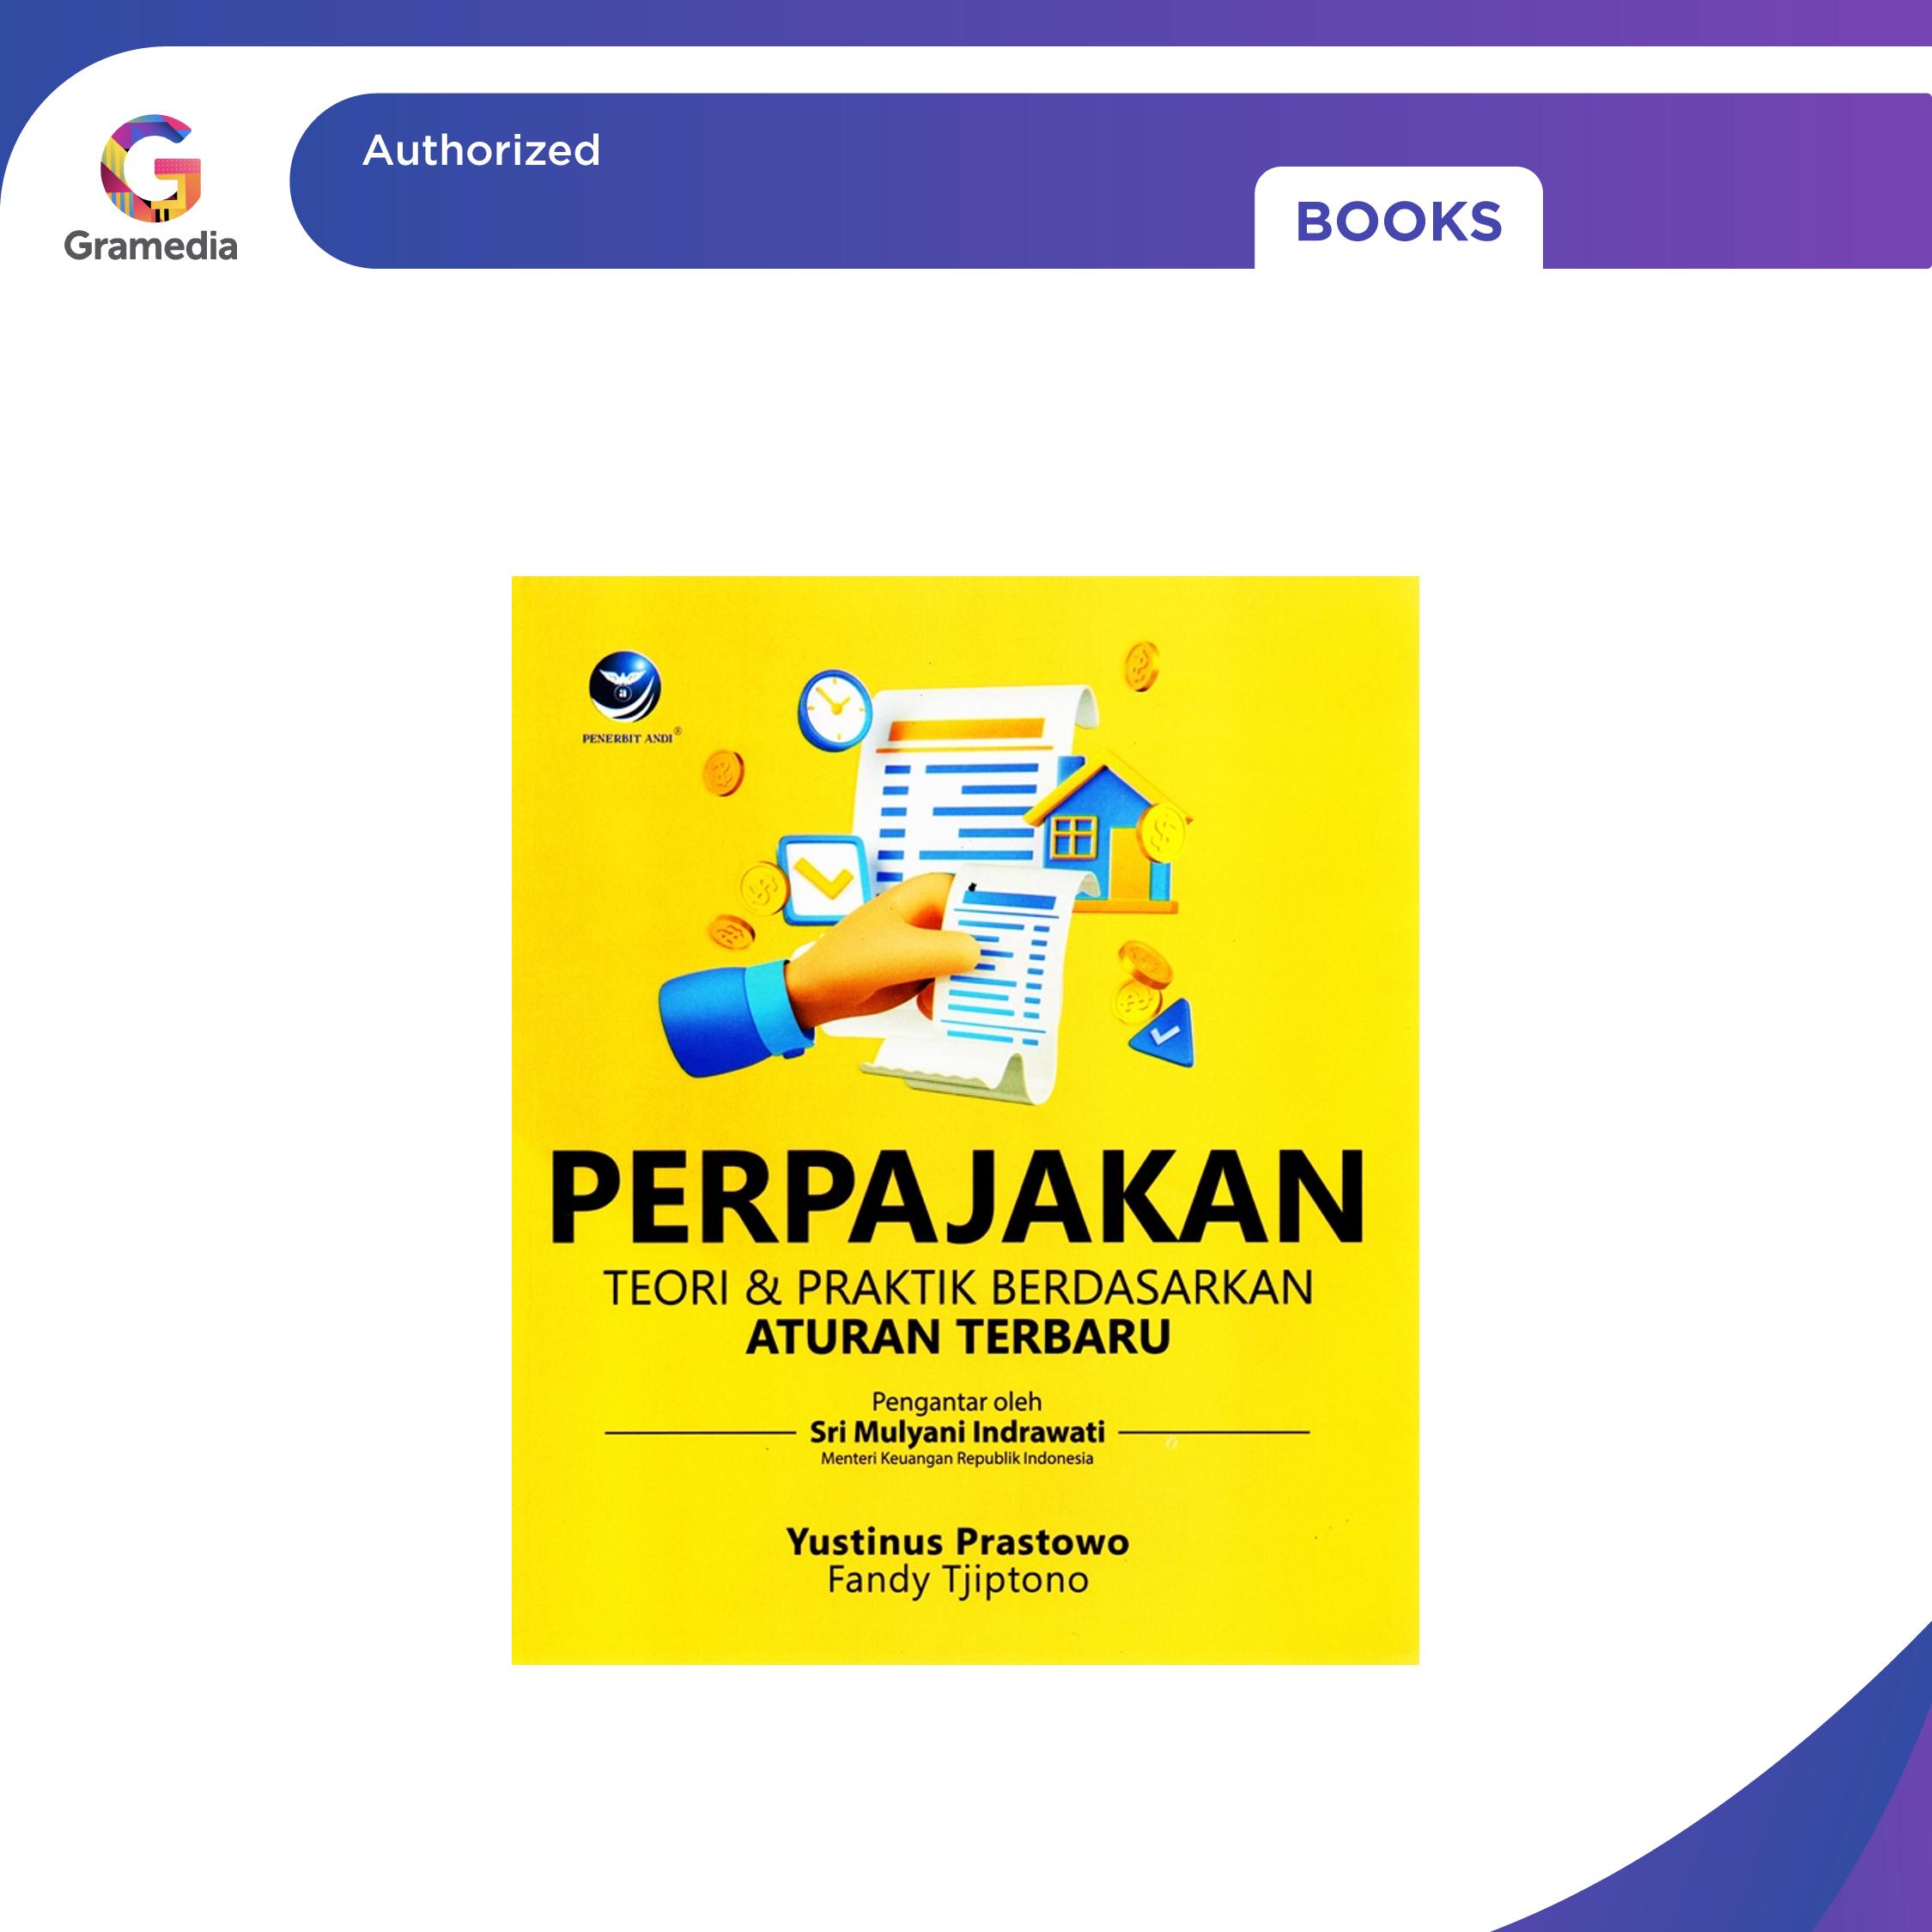 Gramedia
Authorized
BOOKS
PENERBIT ANDI®
PERPAJAKAN
TEORI & PRAKTIK BERDASARKAN
ATURAN TERBARU
Pengantar oleh
Sri Mulyani Indrawati
Menteri Keuangan Republik Indonesia
Yustinus Prastowo
Fandy Tjiptono